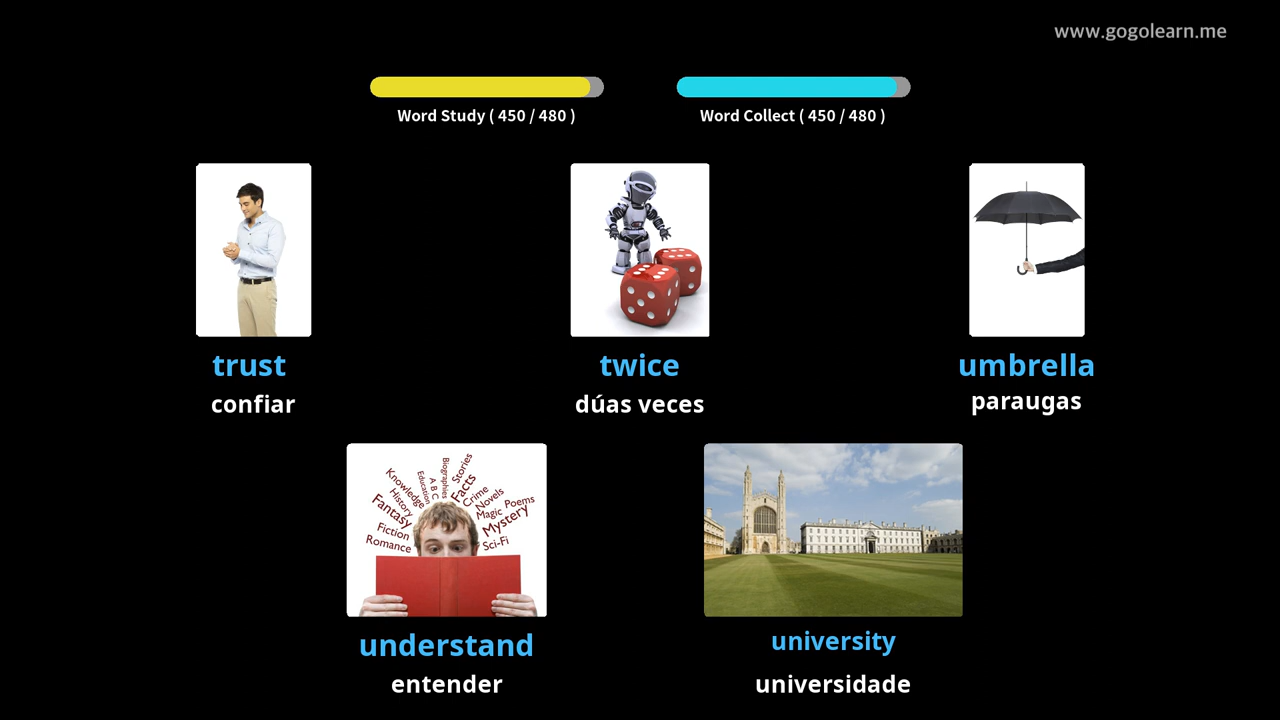 www.gogolearn.me
Word Study ( 450 / 480 )
Word Collect ( 450 / 480 )
trust
confiar
twice
dúas veces
umbrella
paraugas
Knowledge
History
Fantasy
Fiction
Romance
Education
A B C
Biographies
Stories
Facts
Crime
Novels
Magic
Poems
Mystery
Sci-Fi
understand
entender
university
universidade